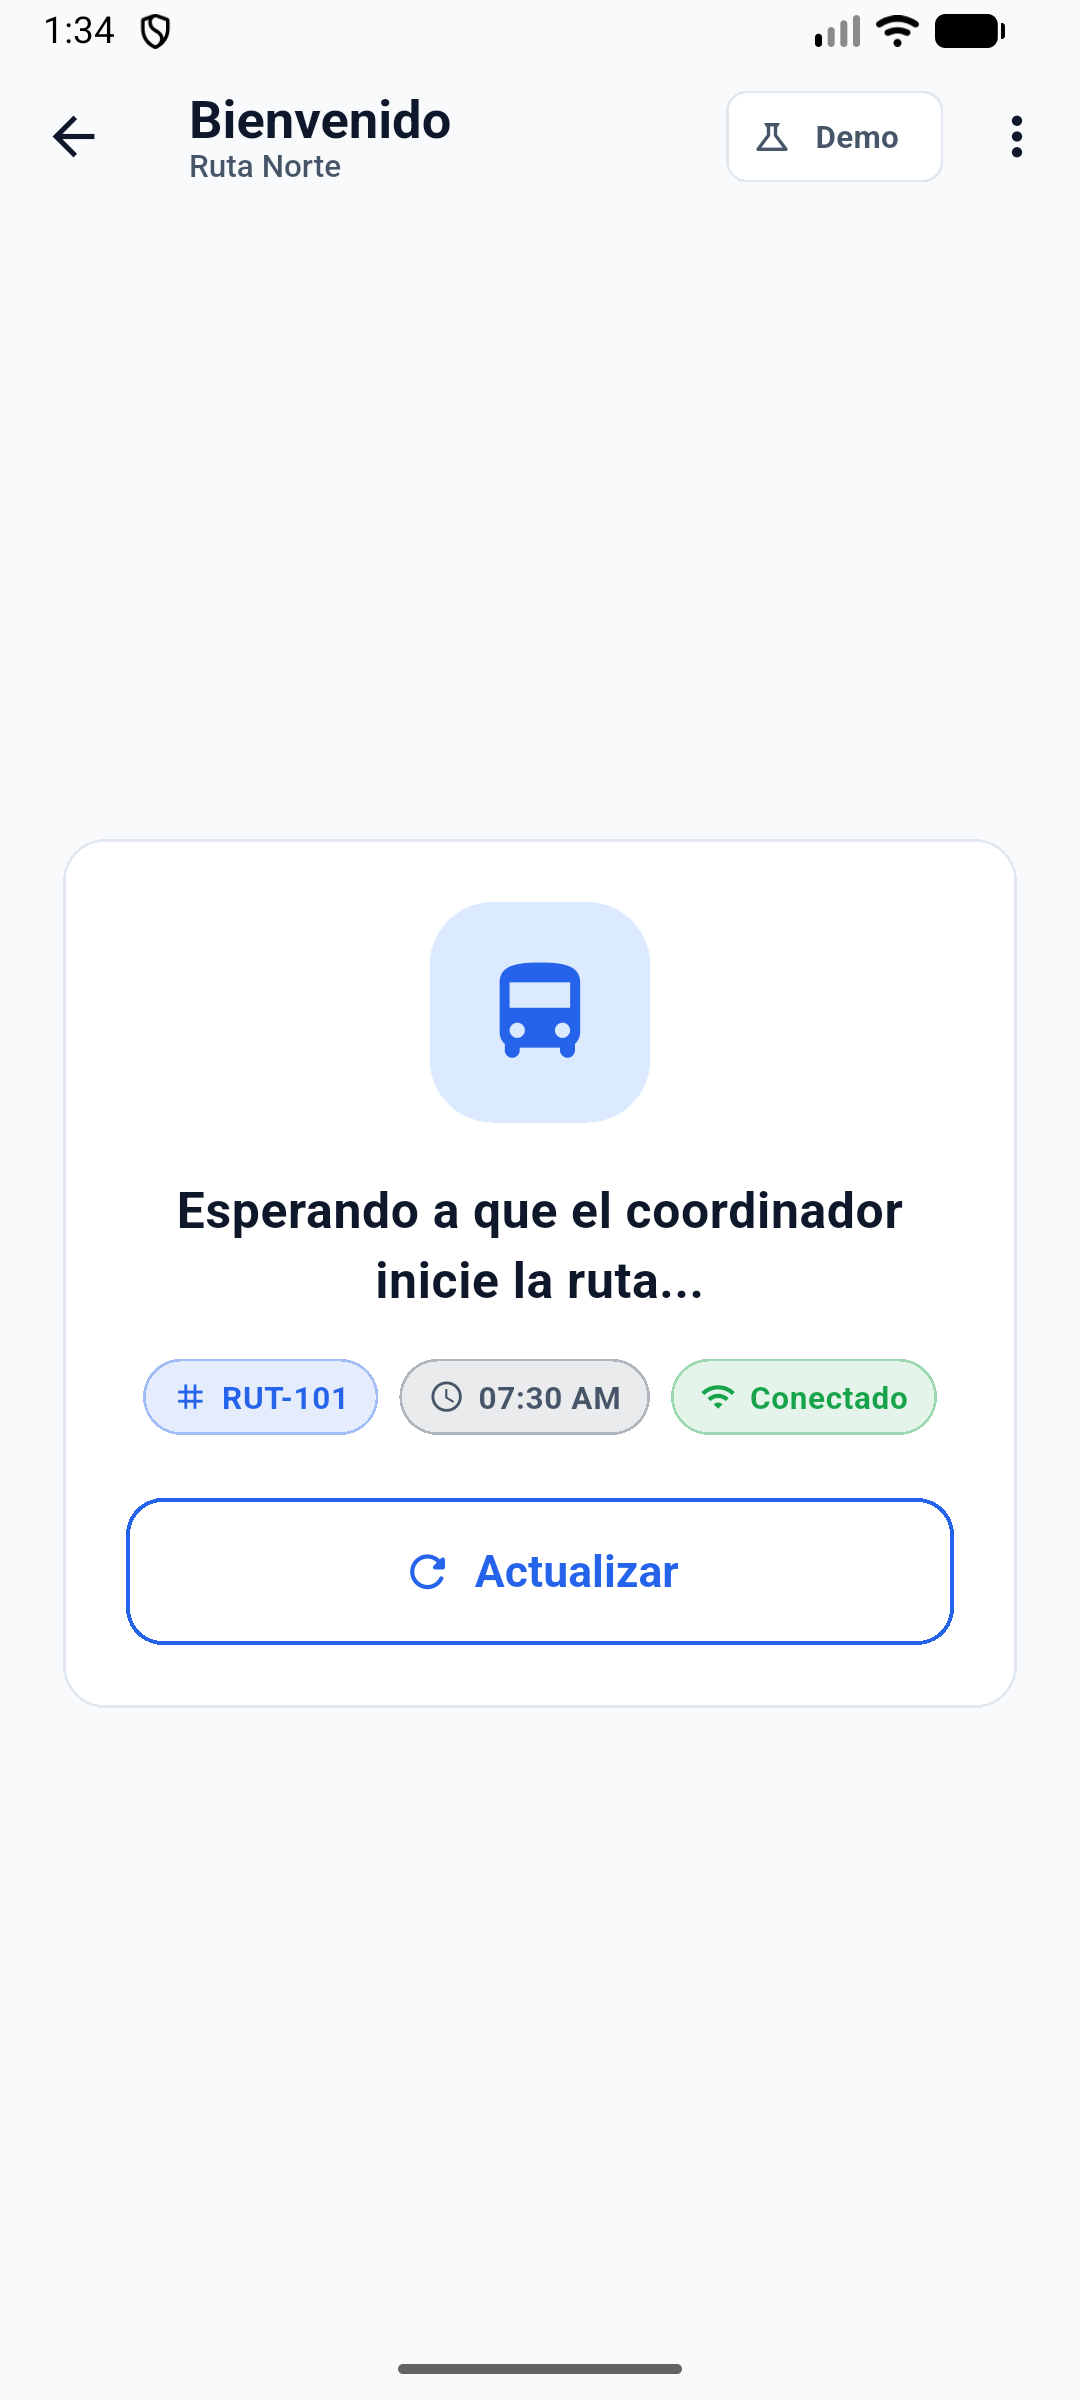 1:34
Bienvenido
Ruta Norte
Demo
Esperando a que el coordinador
inicie la ruta...
RUT-101
07:30 AM
Conectado
Actualizar